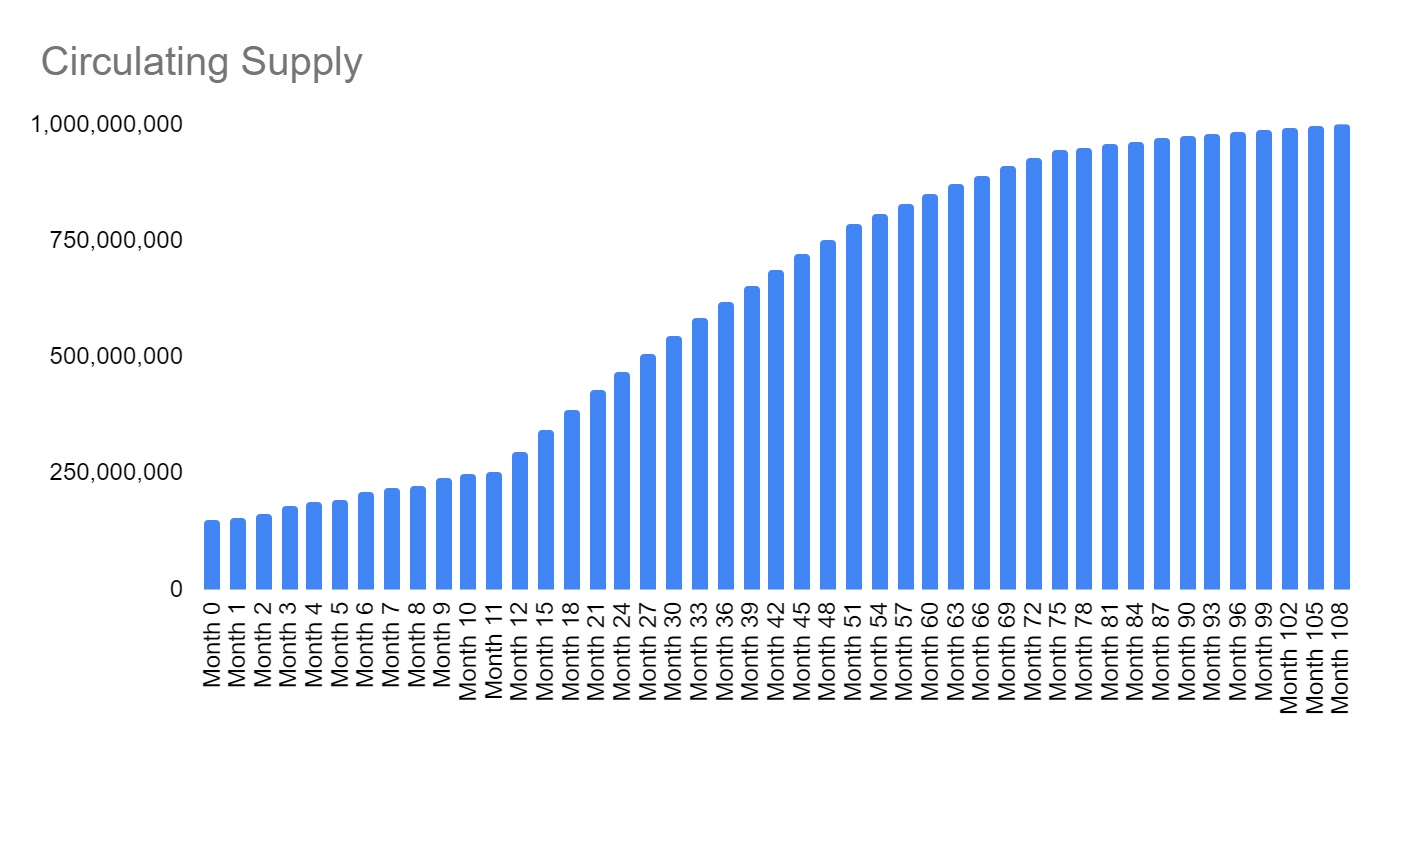 Circulating Supply
1,000,000,000
750,000,000
500,000,000
250,000,000
0
Month 0
Month 1
Month 2
Month 3
Month 4
Month 5
Month 6
Month 7
Month 8
Month 9
Month 10
Month 11
Month 12
Month 15
Month 18
Month 21
Month 24
Month 27
Month 30
Month 33
Month 36
Month 39
Month 42
Month 45
Month 48
Month 51
Month 54
Month 57
Month 60
Month 63
Month 66
Month 69
Month 72
Month 75
Month 78
Month 81
Month 84
Month 87
Month 90
Month 93
Month 96
Month 99
Month 102
Month 105
Month 108